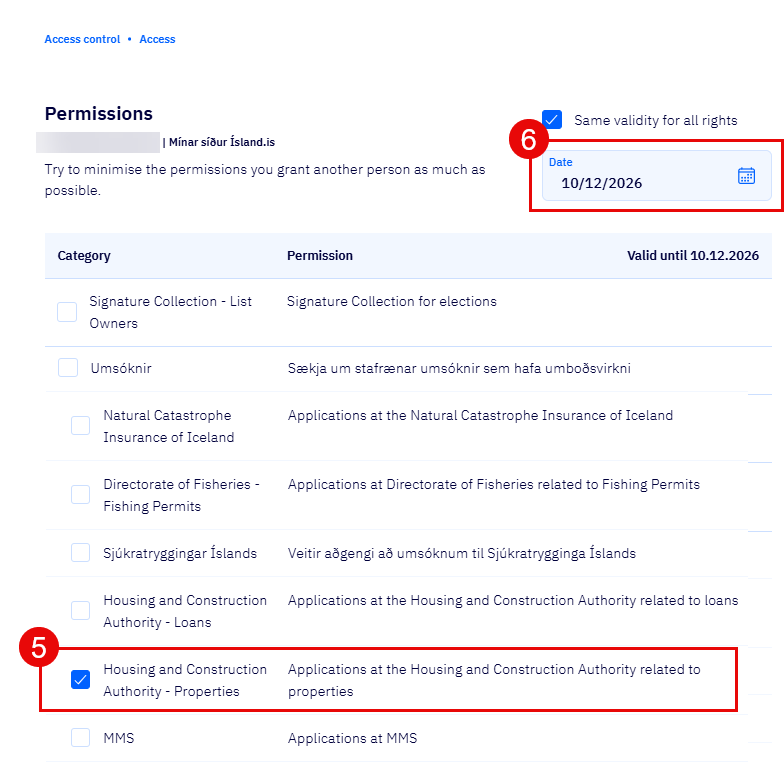 Access control • Access
Permissions
| Mínar síður Ísland.is
Try to minimise the permissions you grant another person as much as
possible.
Same validity for all rights
6
Date
10/12/2026
Category Permission Valid until 10.12.2026
Signature Collection - List
Owners
Signature Collection for elections
Umsóknir
Sækja um stafrænar umsóknir sem hafa umboðsvirkni
Natural Catastrophe
Insurance of Iceland
Applications at the Natural Catastrophe Insurance of Iceland
Directorate of Fisheries -
Fishing Permits
Applications at Directorate of Fisheries related to Fishing Permits
Sjúkratryggingar Íslands
Veitir aðgengi að umsóknum til Sjúkratrygginga Íslands
Housing and Construction
Authority - Loans
Applications at the Housing and Construction Authority related to loans
5
Housing and Construction
Authority - Properties
Applications at the Housing and Construction Authority related to
properties
MMS
Applications at MMS